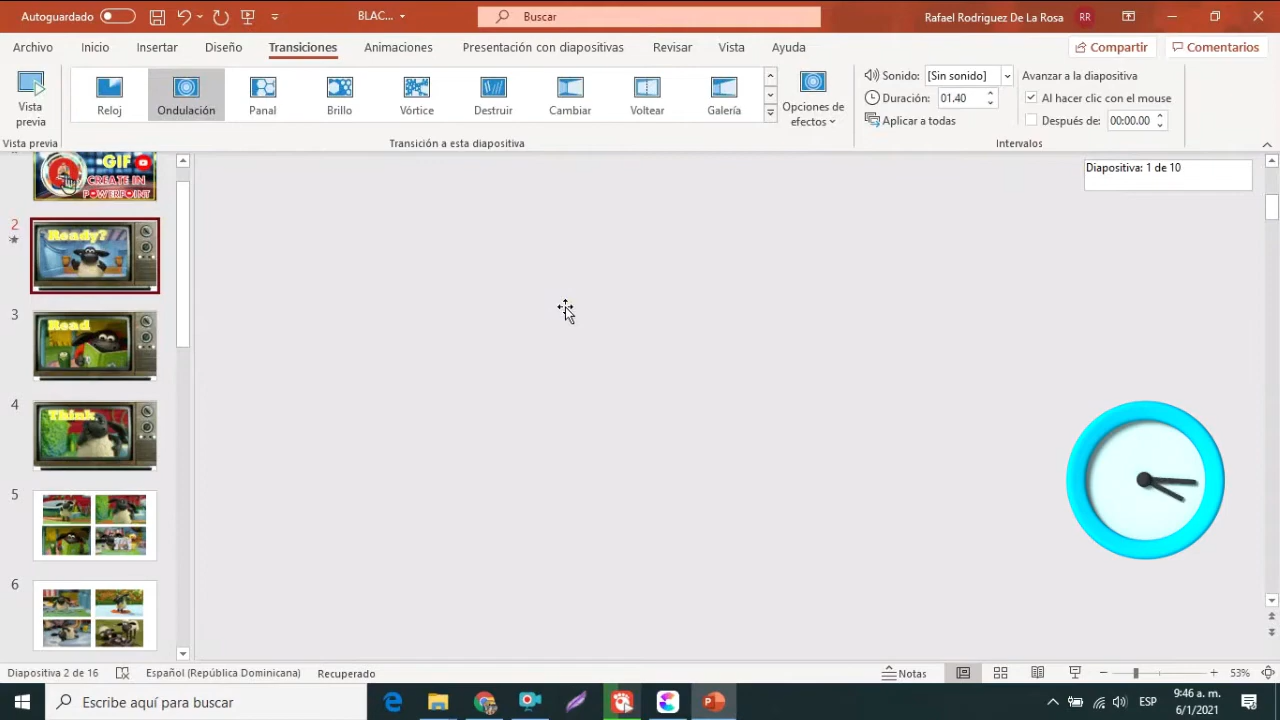 Autoguardado
BLAC...
Buscar
Rafael Rodriguez De La Rosa
RR
Archivo
Inicio
Insertar
Diseño
Transiciones
Animaciones
Presentación con diapositivas
Revisar
Vista
Ayuda
Compartir
Comentarios
Vista
previa
Vista previa
Reloj
Ondulación
Panal
Brillo
Vórtice
Destruir
Cambiar
Voltear
Galería
Opciones de
efectos
Transición a esta diapositiva
Sonido: [Sin sonido]
Duración: 01.40
Aplicar a todas
Avanzar a la diapositiva
Al hacer clic con el mouse
Después de: 00:00.00
Intervalos
GIF
CREATE IN
POWERPOINT
2
Ready?
3
Read
4
Think
5
6
Diapositiva: 1 de 10
Diapositiva 2 de 16
Español (República Dominicana)
Recuperado
Notas
53%
Escribe aquí para buscar
ESP
9:46 a. m.
6/1/2021